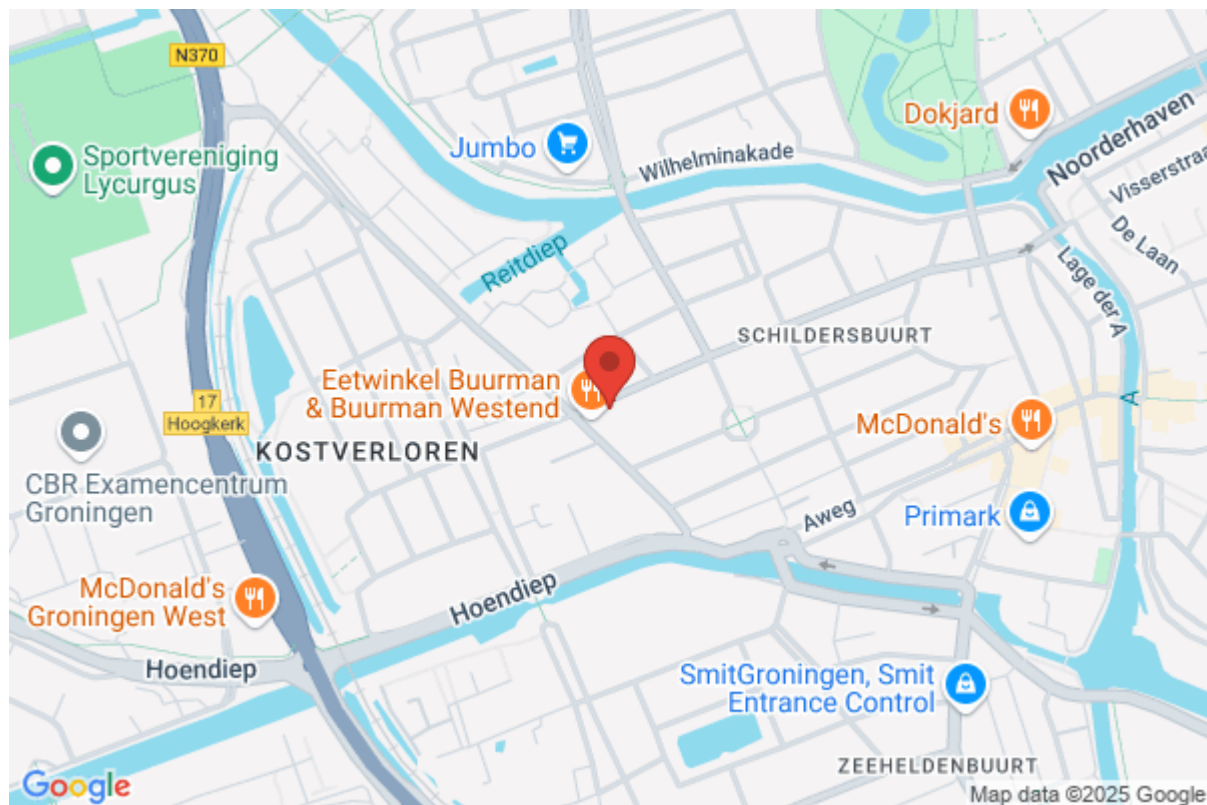 N370
Dokjard
Noorderhaven
Jumbo
Wilhelminakade
Sportvereniging
Lycurgus
Visserstraa
De Laan
Reitdiep
Lage der A
SCHILDERSBUURT
Eetwinkel Buurman
& Buurman Westend
17
Hoogkerk
A
McDonald's
KOSTVERLOREN
CBR Examencentrum
Groningen
Aweg
Primark
McDonald's
Groningen West
Hoendiep
Hoendiep
SmitGroningen, Smit
Entrance Control
ZEEHELDENBUURT
Google
Map data ©2025 Google